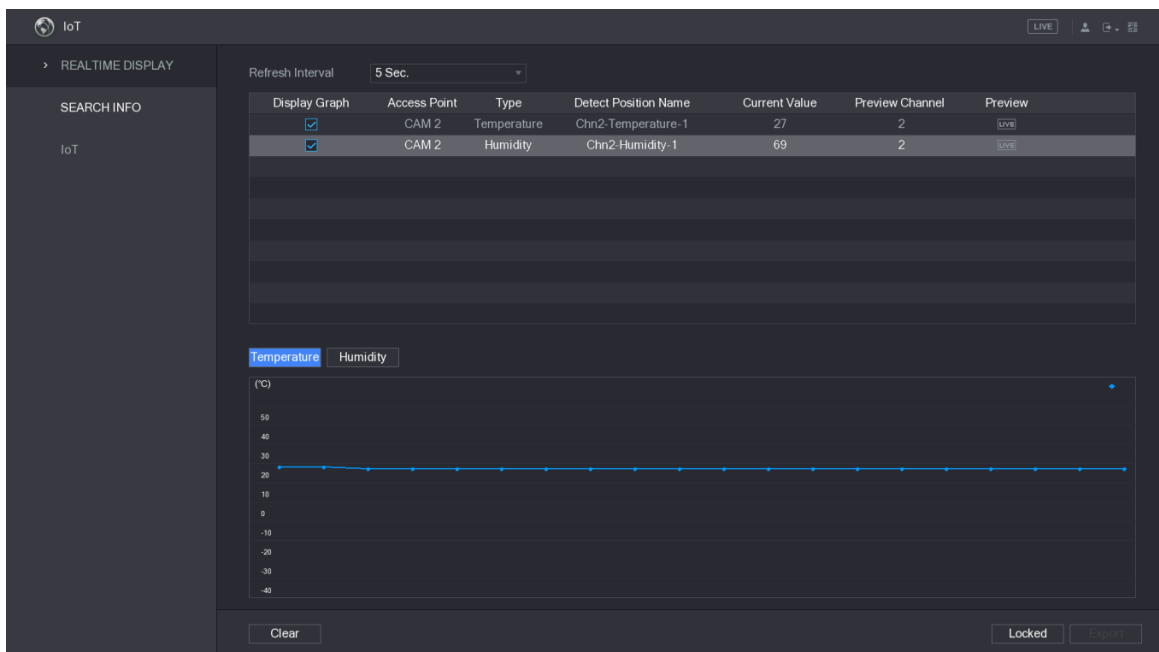 IoT LIVE
REALTIME DISPLAY
SEARCH INFO
IoT
Refresh Interval 5 Sec.
Display Graph Access Point Type Detect Position Name Current Value Preview Channel Preview
CAM 2 Temperature Chn2-Temperature-1 27 2 LIVE
CAM 2 Humidity Chn2-Humidity-1 69 2 LIVE
Temperature Humidity
(℃)
50
40
30
20
10
0
-10
-20
-30
-40
Clear Locked Export